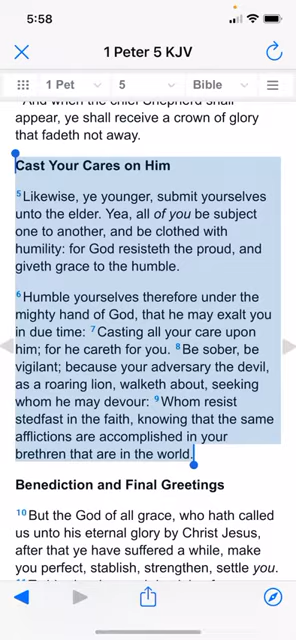 5:58
1 Peter 5 KJV
1 Pet 5 Bible
And when the chief Shepherd shall
appear, ye shall receive a crown of glory
that fadeth not away.
Cast Your Cares on Him
5 Likewise, ye younger, submit yourselves
unto the elder. Yea, all of you be subject
one to another, and be clothed with
humility: for God resisteth the proud, and
giveth grace to the humble.
6 Humble yourselves therefore under the
mighty hand of God, that he may exalt you
in due time: 7 Casting all your care upon
him; for he careth for you. 8 Be sober, be
vigilant; because your adversary the devil,
as a roaring lion, walketh about, seeking
whom he may devour: 9 Whom resist
stedfast in the faith, knowing that the same
afflictions are accomplished in your
brethren that are in the world.
Benediction and Final Greetings
10 But the God of all grace, who hath called
us unto his eternal glory by Christ Jesus,
after that ye have suffered a while, make
you perfect, stablish, strengthen, settle you.